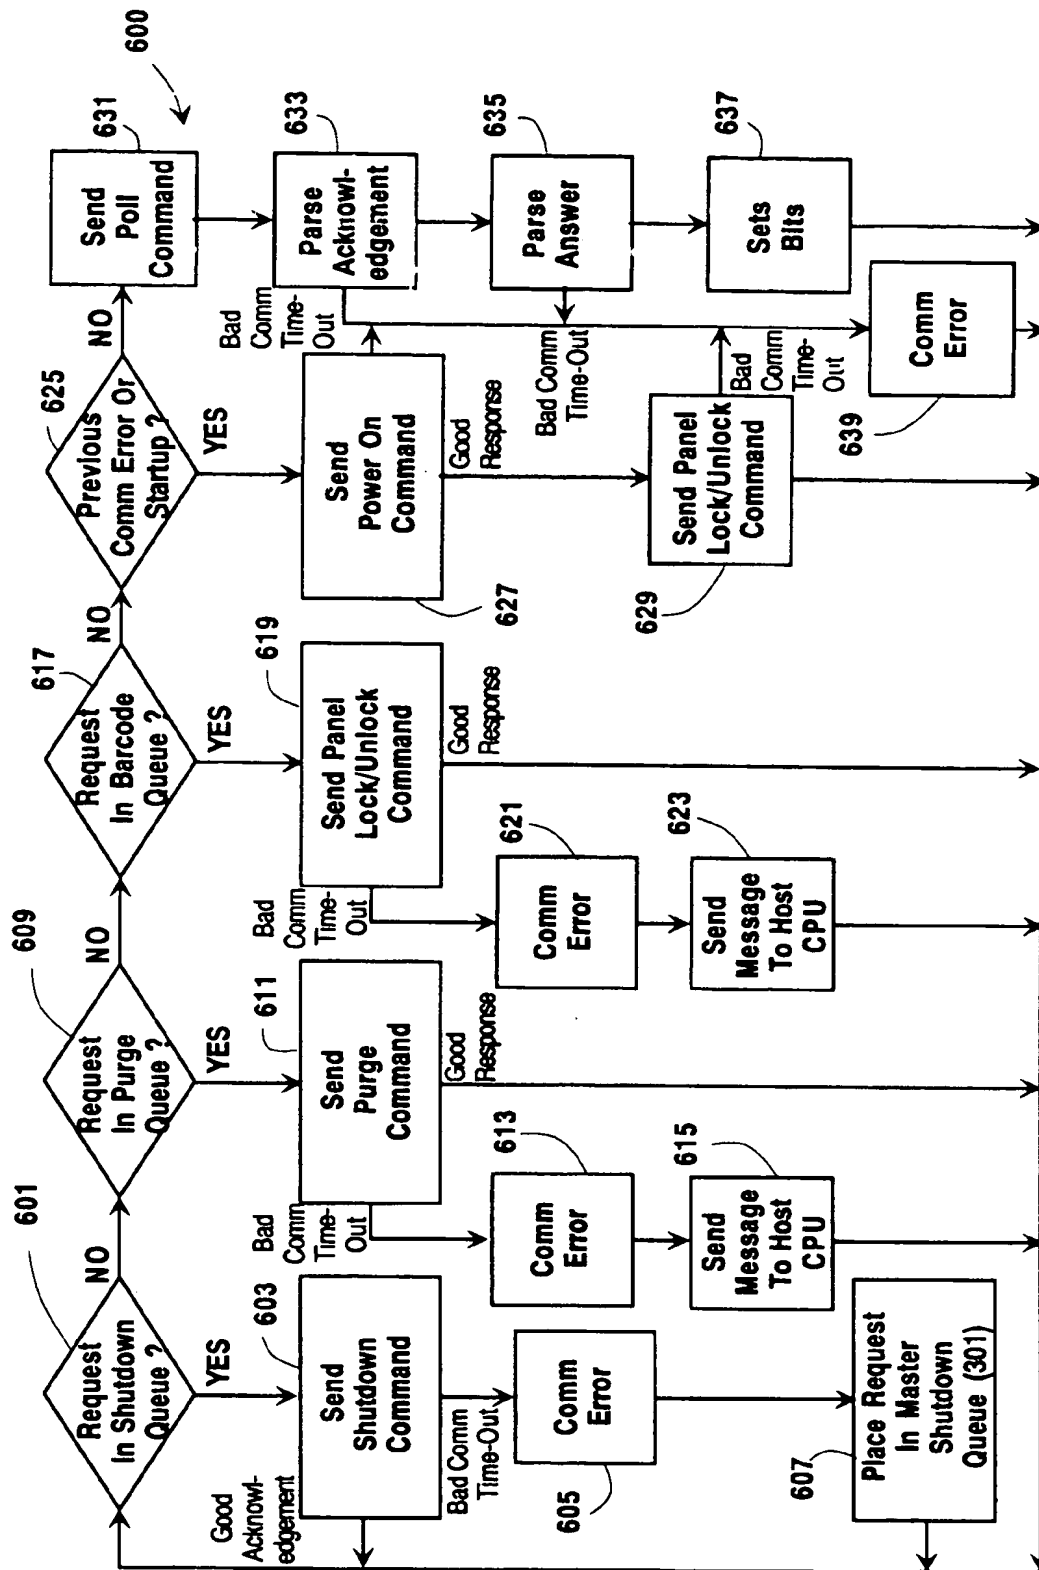 600
601
Request
In Shutdown
Queue ?
NO
YES
609
Request
In Purge
Queue ?
NO
YES
617
Request
In Barcode
Queue ?
NO
YES
625
Previous
Comm Error Or
Startup ?
NO
YES
631
Send
Poll
Command
Good
Acknowl-
edgement
603
Send
Shutdown
Command
Bad Comm
Time-Out
605
Comm
Error
607
Place Request
In Master
Shutdown
Queue (301)
611
Send
Purge
Command
Bad
Comm
Time-
Out
Good
Response
613
Comm
Error
615
Send
Message
To Host
CPU
619
Send Panel
Lock/Unlock
Command
Bad
Comm
Time-
Out
Good
Response
621
Comm
Error
623
Send
Message
To Host
CPU
627
Send
Power On
Command
Good
Response
629
Send Panel
Lock/Unlock
Command
Bad
Comm
Time-
Out
633
Parse
Acknowl-
edgement
Bad
Comm
Time-
Out
635
Parse
Answer
Bad Comm
Time-Out
637
Sets
Bits
639
Comm
Error